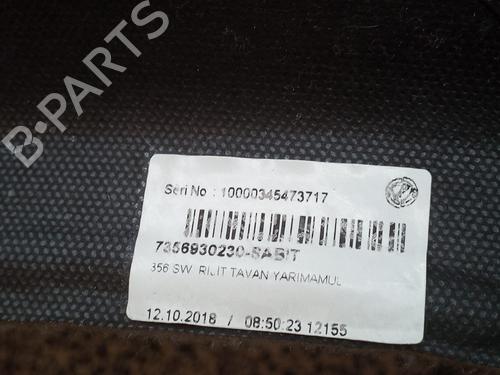 B-PARTS
Seri No : 10000345473717
7356930230-SABIT
356 SW RIJIT TAVAN YARIMAMUL
12.10.2018 / 08:50:23 12155